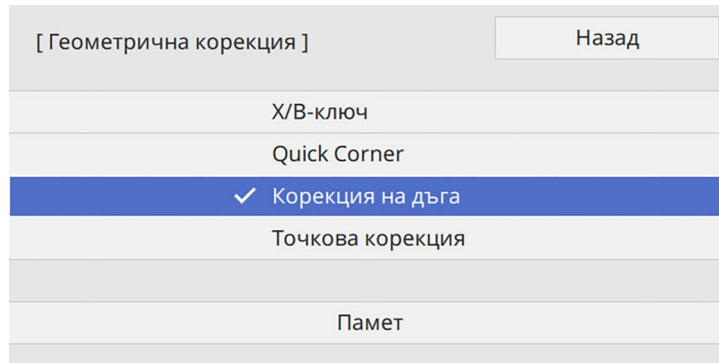 [ Геометрична корекция ]
Назад
Х/В-ключ
Quick Corner
Корекция на дъга
Точкова корекция
Памет